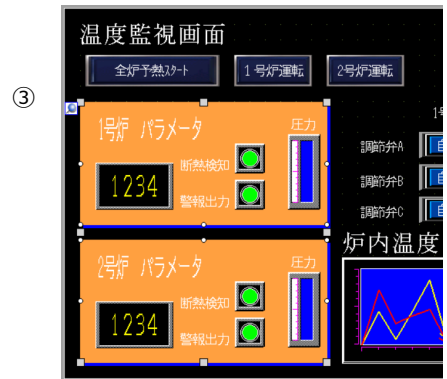 ③
温度監視画面
全炉予熱スタート
1号炉運転
2号炉運転
1号炉 パラメータ
圧力
断熱検知
1234
警報出力
調節弁A
調節弁B
調節弁C
2号炉 パラメータ
圧力
断熱検知
1234
警報出力
炉内温度